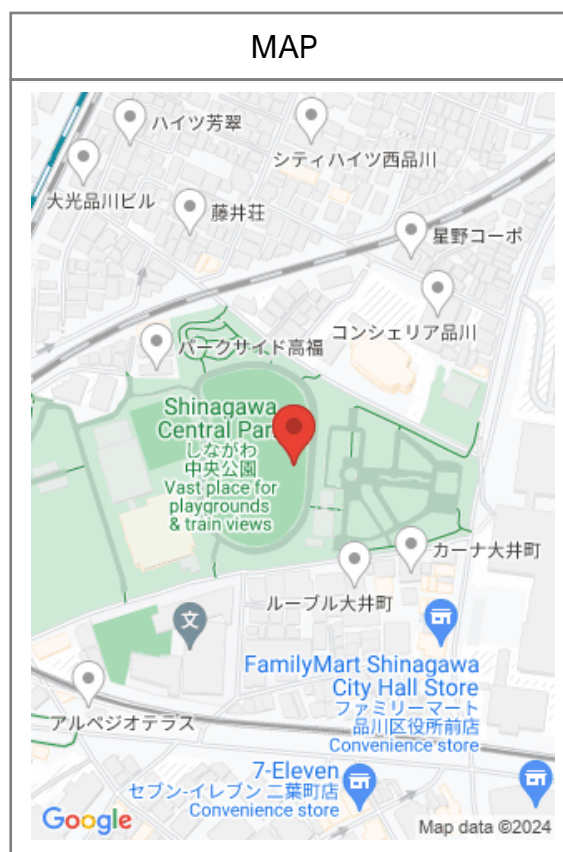 MAP
ハイツ芳翠
シティハイツ西品川
大光品川ビル
藤井荘
星野コーポ
コンシェリア品川
パークサイド高福
Shinagawa
Central Park
しながわ
中央公園
Vast place for
playgrounds
& train views
カーナ大井町
ルーブル大井町
文
FamilyMart Shinagawa
City Hall Store
ファミリーマート
品川区役所前店
Convenience store
アルペジオテラス
7-Eleven
セブン-イレブン 二葉町店
Convenience store
Google
Map data ©2024